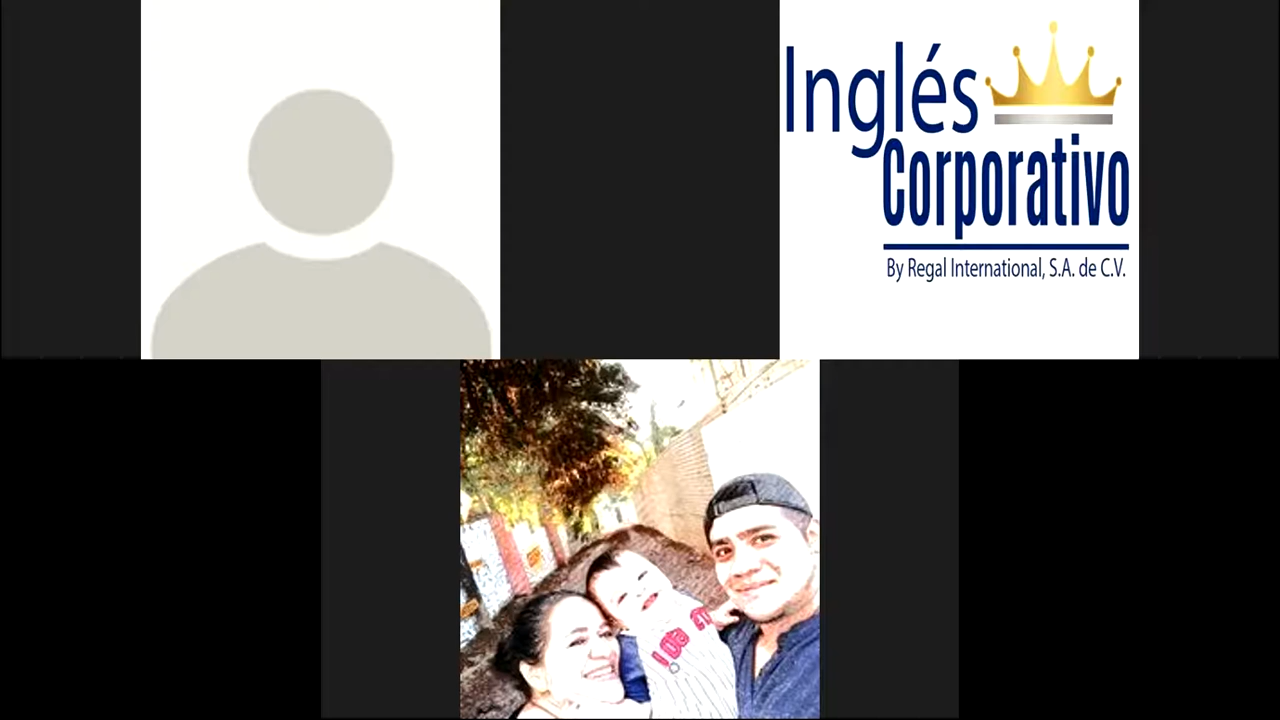 Inglés
Corporativo
By Regal International, S.A. de C.V.